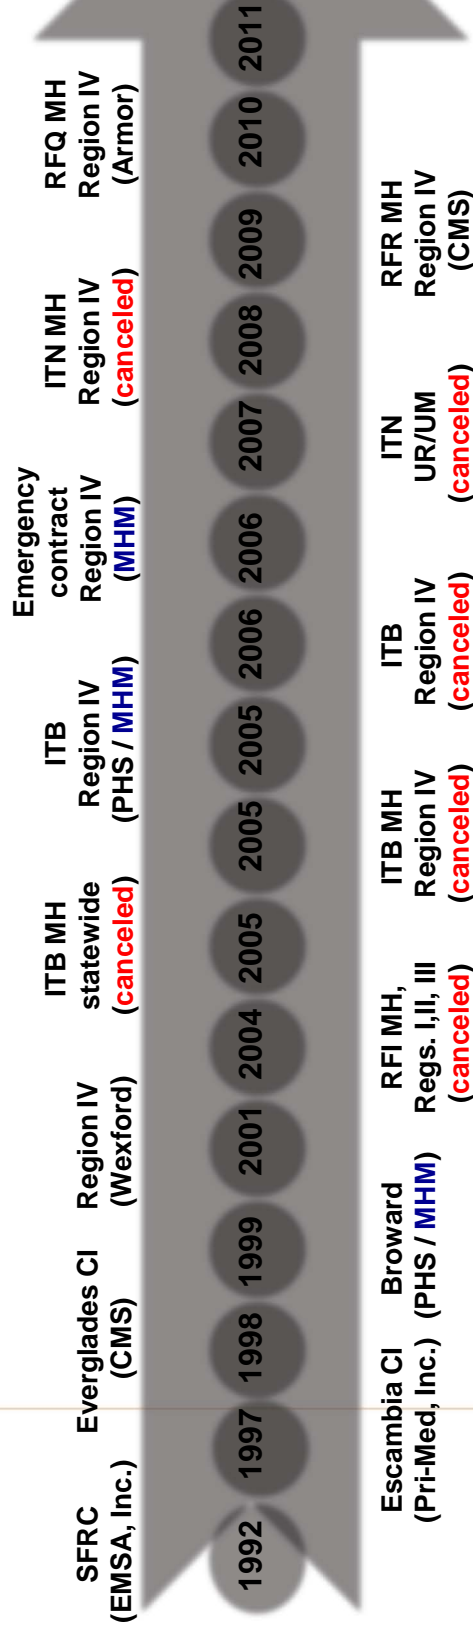 SFRC
(EMSA, Inc.)
Everglades CI
(CMS)
Region IV
(Wexford)
ITB MH
statewide
(canceled)
ITB
Region IV
(PHS / MHM)
Emergency
contract
Region IV
(MHM)
ITN MH
Region IV
(canceled)
RFQ MH
Region IV
(Armor)
1992
1997
1998
1999
2001
2004
2005
2005
2005
2006
2006
2007
2008
2009
2010
2011
Escambia CI
(Pri-Med, Inc.)
Broward
(PHS / MHM)
RFI MH,
Regs. I,II, III
(canceled)
ITB MH
Region IV
(canceled)
ITB
Region IV
(canceled)
ITN
UR/UM
(canceled)
RFR MH
Region IV
(CMS)